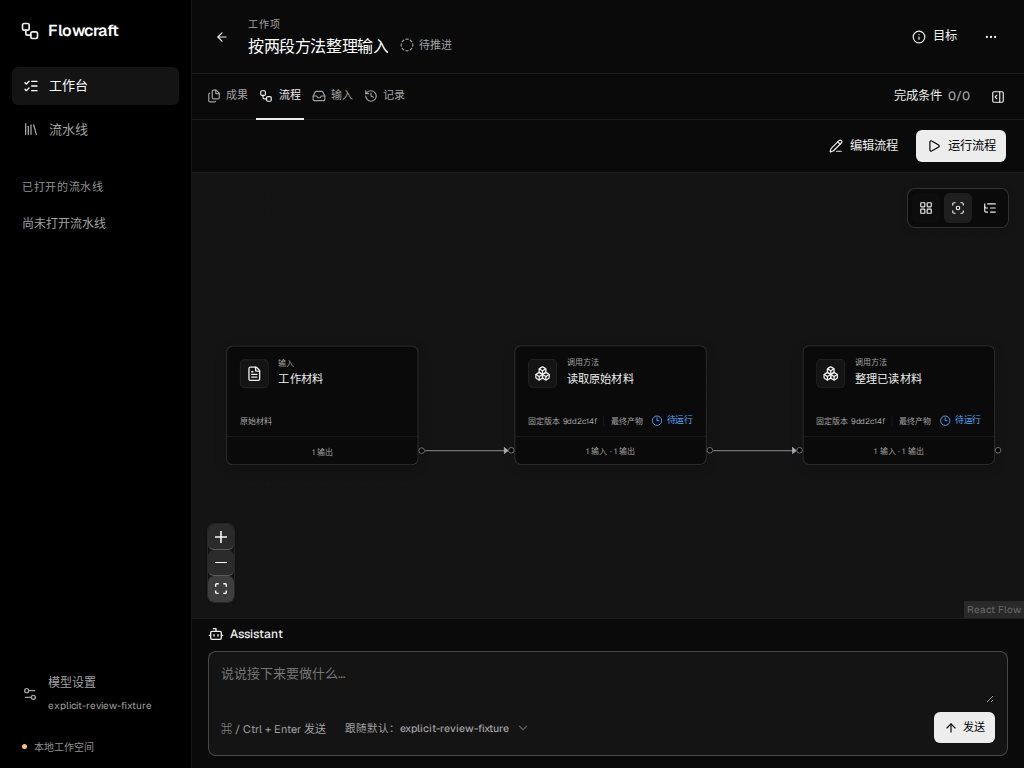 Flowcraft
工作台
流水线
已打开的流水线
尚未打开流水线
模型设置
explicit-review-fixture
本地工作空间
工作项
按两段方法整理输入
待推进
目标
成果
流程
输入
记录
完成条件 0/0
编辑流程
运行流程
输入
工作材料
原始材料
1 输出
调用方法
读取原始材料
固定版本 9dd2c14f
最终产物
待运行
1 输入 · 1 输出
调用方法
整理已读材料
固定版本 9dd2c14f
最终产物
待运行
1 输入 · 1 输出
React Flow
Assistant
说说接下来要做什么…
⌘ / Ctrl + Enter 发送
跟随默认：explicit-review-fixture
发送